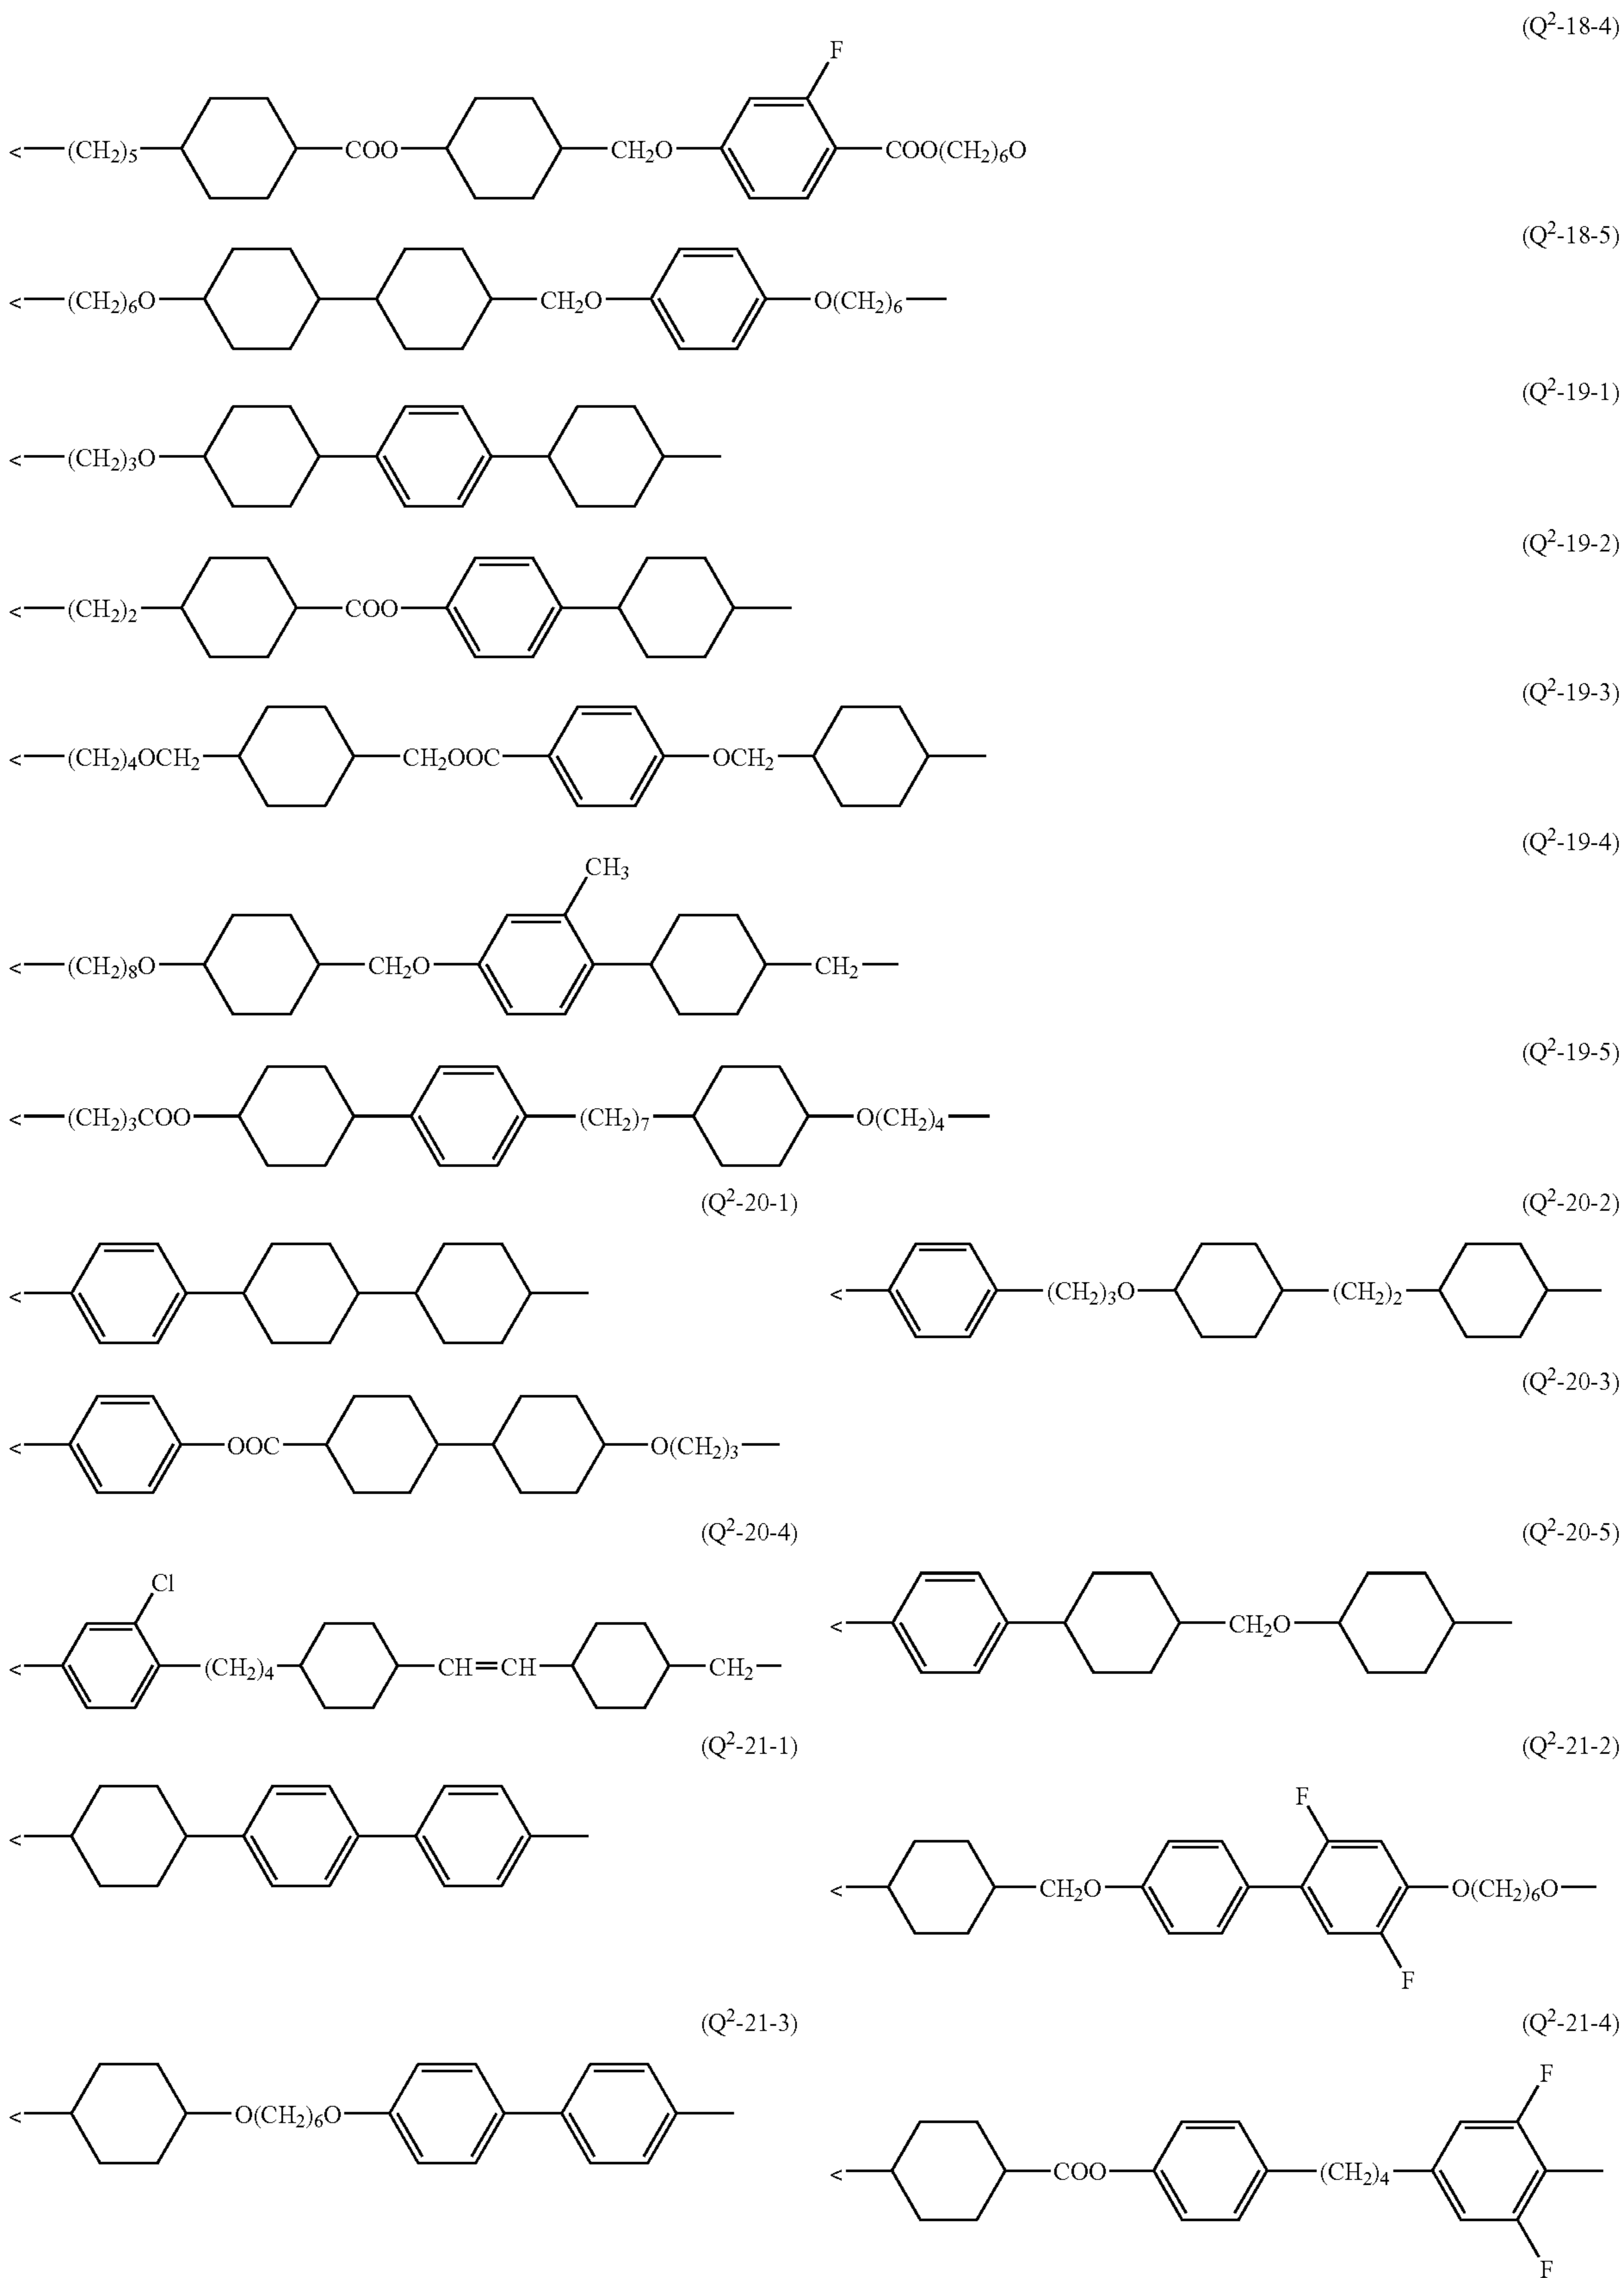 (Q²-18-4)
F
< (CH₂)₅ COO CH₂O COO(CH₂)₆O
(Q²-18-5)
< (CH₂)₆O CH₂O O(CH₂)₆
(Q²-19-1)
< (CH₂)₃O
(Q²-19-2)
< (CH₂)₂ COO
(Q²-19-3)
< (CH₂)₄OCH₂ CH₂OOC OCH₂
(Q²-19-4)
CH₃
< (CH₂)₈O CH₂O CH₂
(Q²-19-5)
< (CH₂)₃COO (CH₂)₇ O(CH₂)₄
(Q²-20-1) (Q²-20-2)
< < (CH₂)₃O (CH₂)₂
(Q²-20-3)
< OOC O(CH₂)₃
(Q²-20-4) (Q²-20-5)
Cl
< CH₂O
< (CH₂)₄ CH=CH CH₂
(Q²-21-1) (Q²-21-2)
F
<
< CH₂O O(CH₂)₆O
F
(Q²-21-3) (Q²-21-4)
F
< O(CH₂)₆O
< COO (CH₂)₄
F